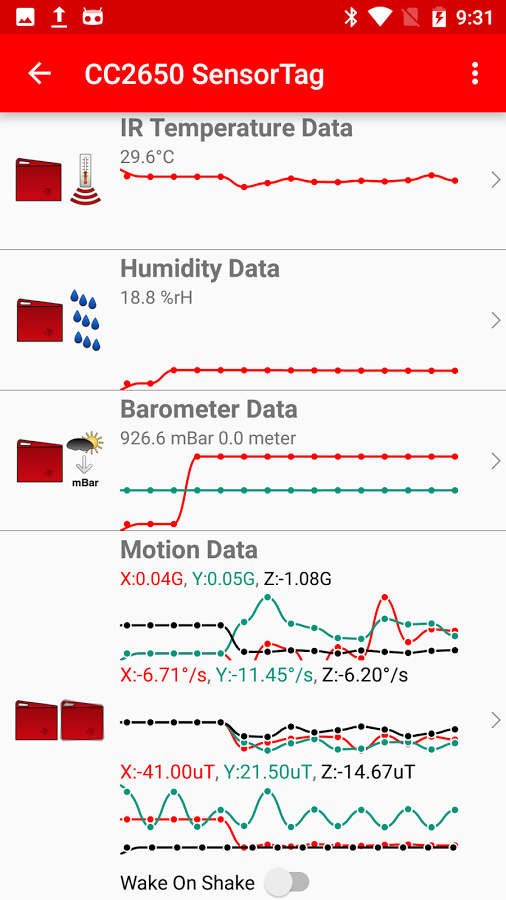 9:31
CC2650 SensorTag
IR Temperature Data
29.6°C
Humidity Data
18.8 %rH
Barometer Data
926.6 mBar 0.0 meter
mBar
Motion Data
X:0.04G, Y:0.05G, Z:-1.08G
X:-6.71°/s, Y:-11.45°/s, Z:-6.20°/s
X:-41.00uT, Y:21.50uT, Z:-14.67uT
Wake On Shake